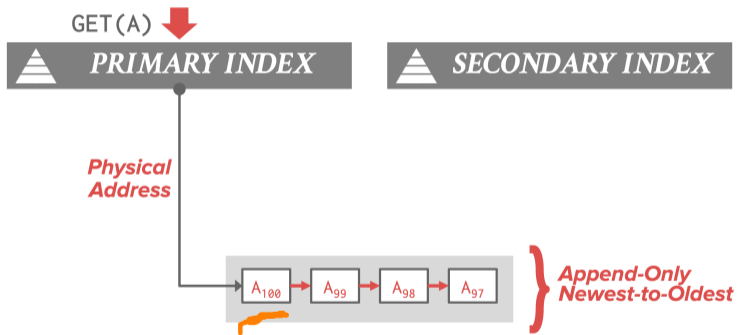 GET(A)
PRIMARY INDEX
SECONDARY INDEX
Physical
Address
A₁₀₀ A₉₉ A₉₈ A₉₇
Append-Only
Newest-to-Oldest